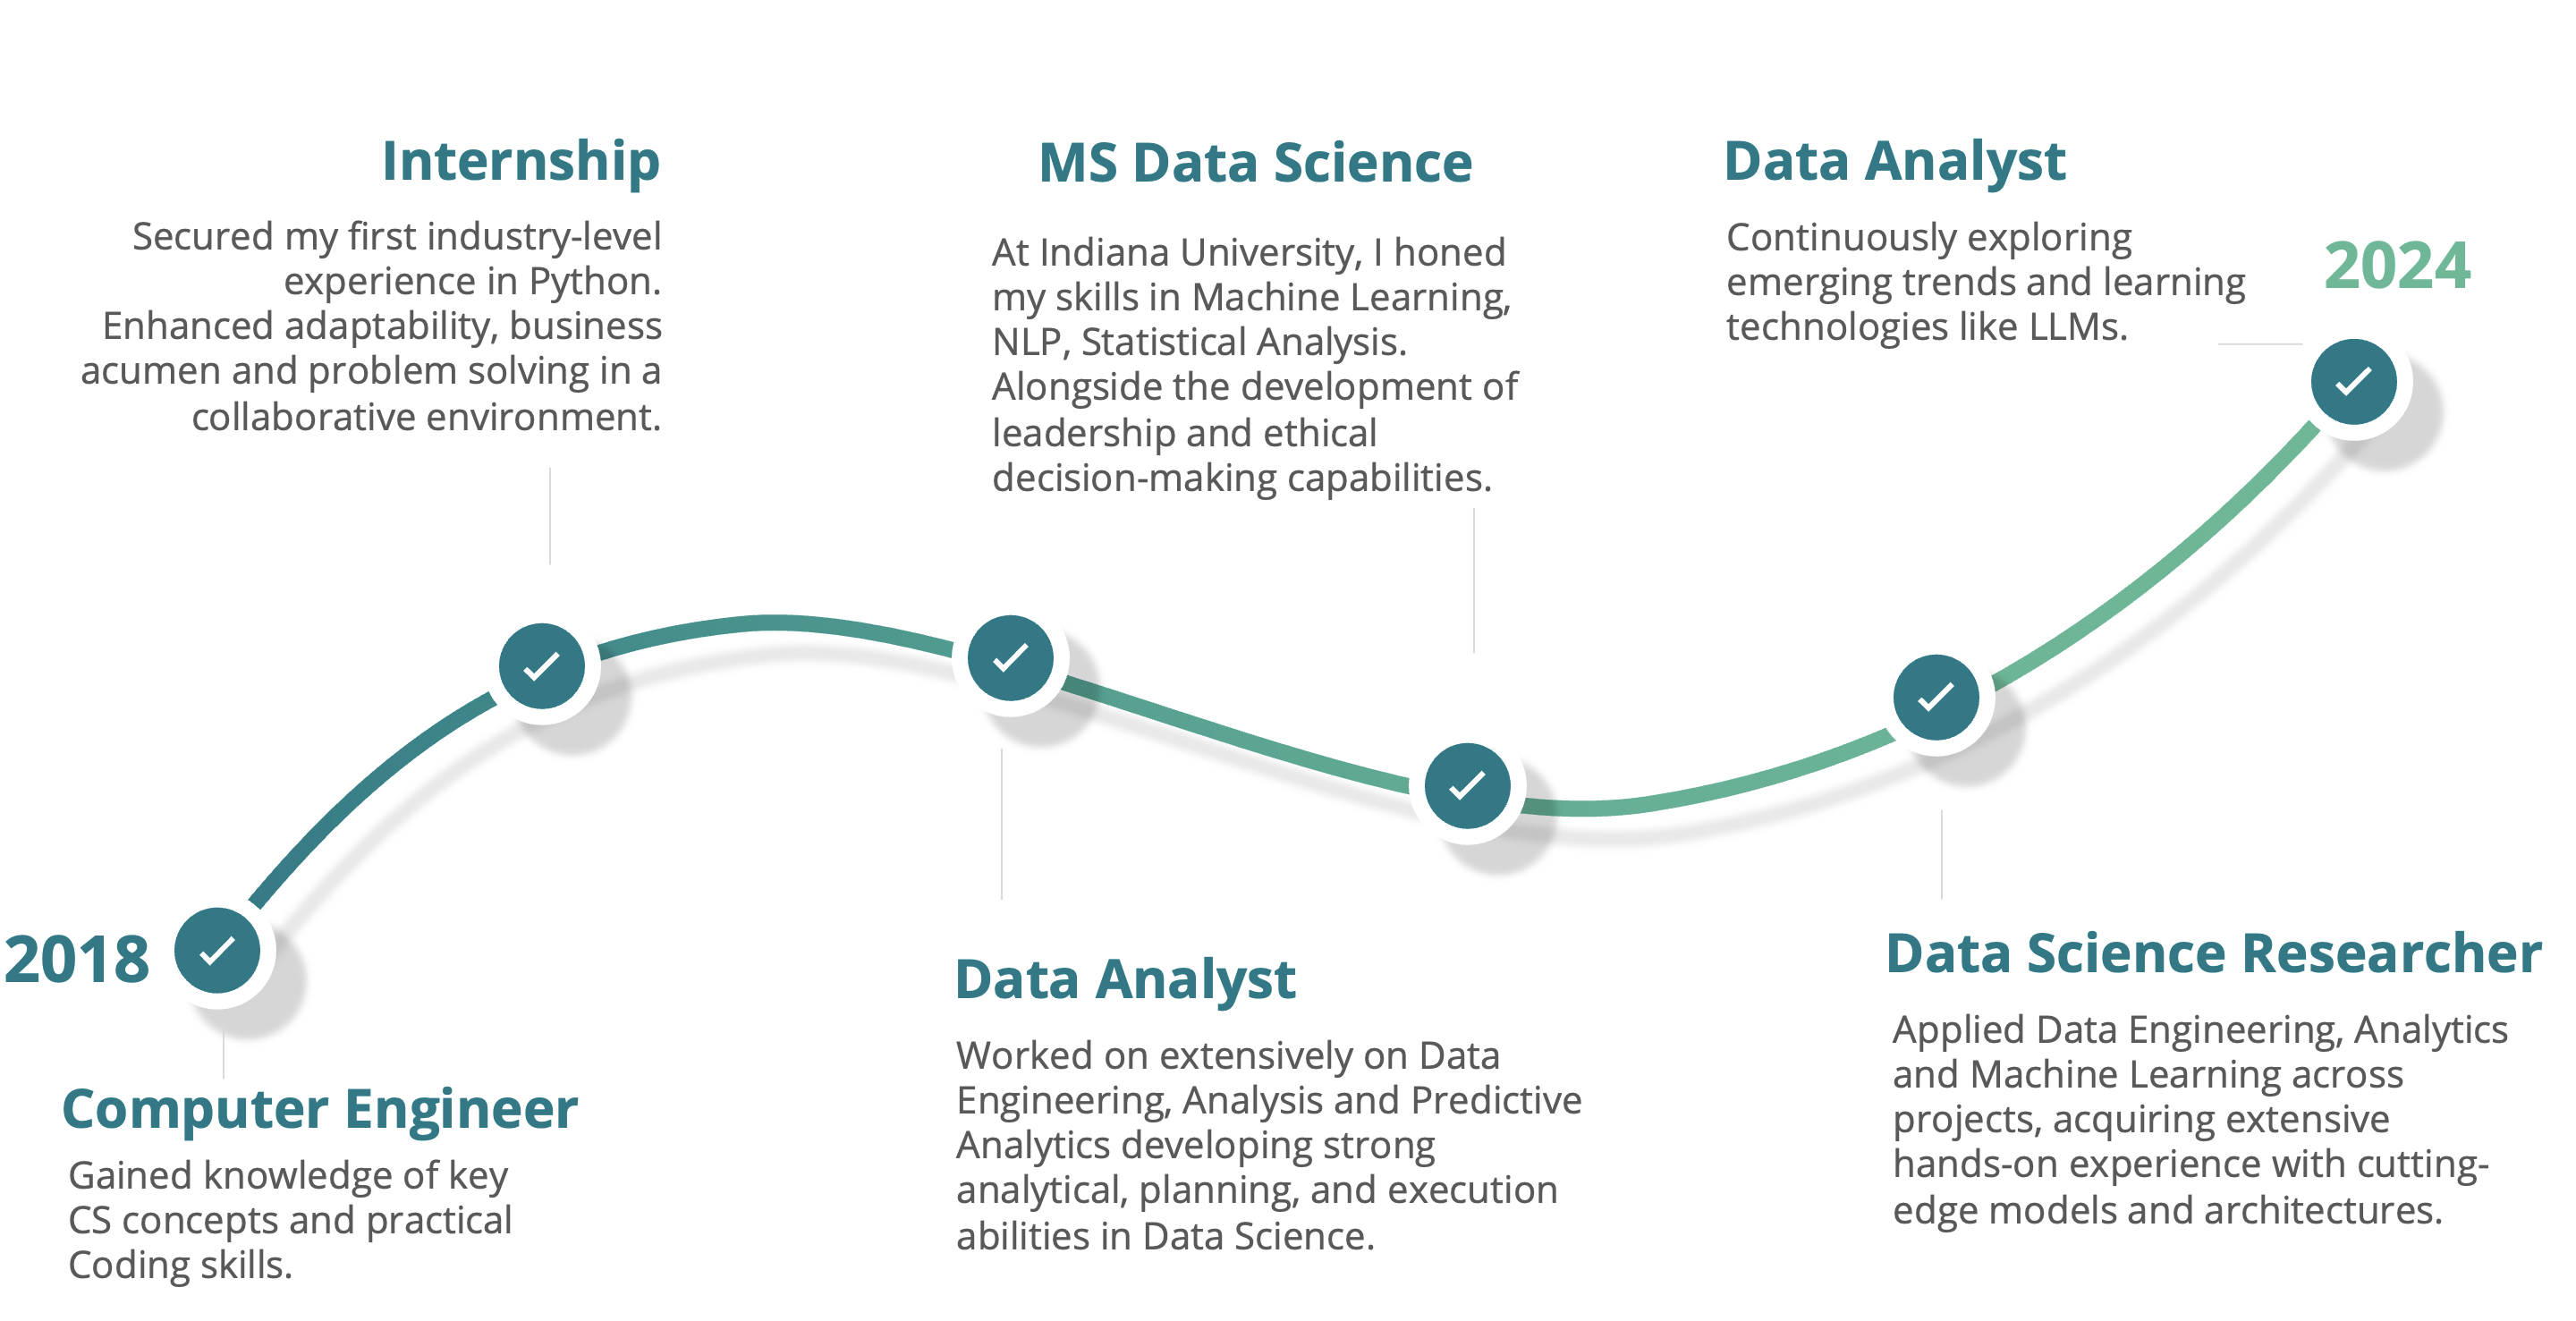 Internship
Secured my first industry-level
experience in Python.
Enhanced adaptability, business
acumen and problem solving in a
collaborative environment.
MS Data Science
At Indiana University, I honed
my skills in Machine Learning,
NLP, Statistical Analysis.
Alongside the development of
leadership and ethical
decision-making capabilities.
Data Analyst
Continuously exploring
emerging trends and learning
technologies like LLMs.
2024
2018
Computer Engineer
Gained knowledge of key
CS concepts and practical
Coding skills.
Data Analyst
Worked on extensively on Data
Engineering, Analysis and Predictive
Analytics developing strong
analytical, planning, and execution
abilities in Data Science.
Data Science Researcher
Applied Data Engineering, Analytics
and Machine Learning across
projects, acquiring extensive
hands-on experience with cutting-
edge models and architectures.